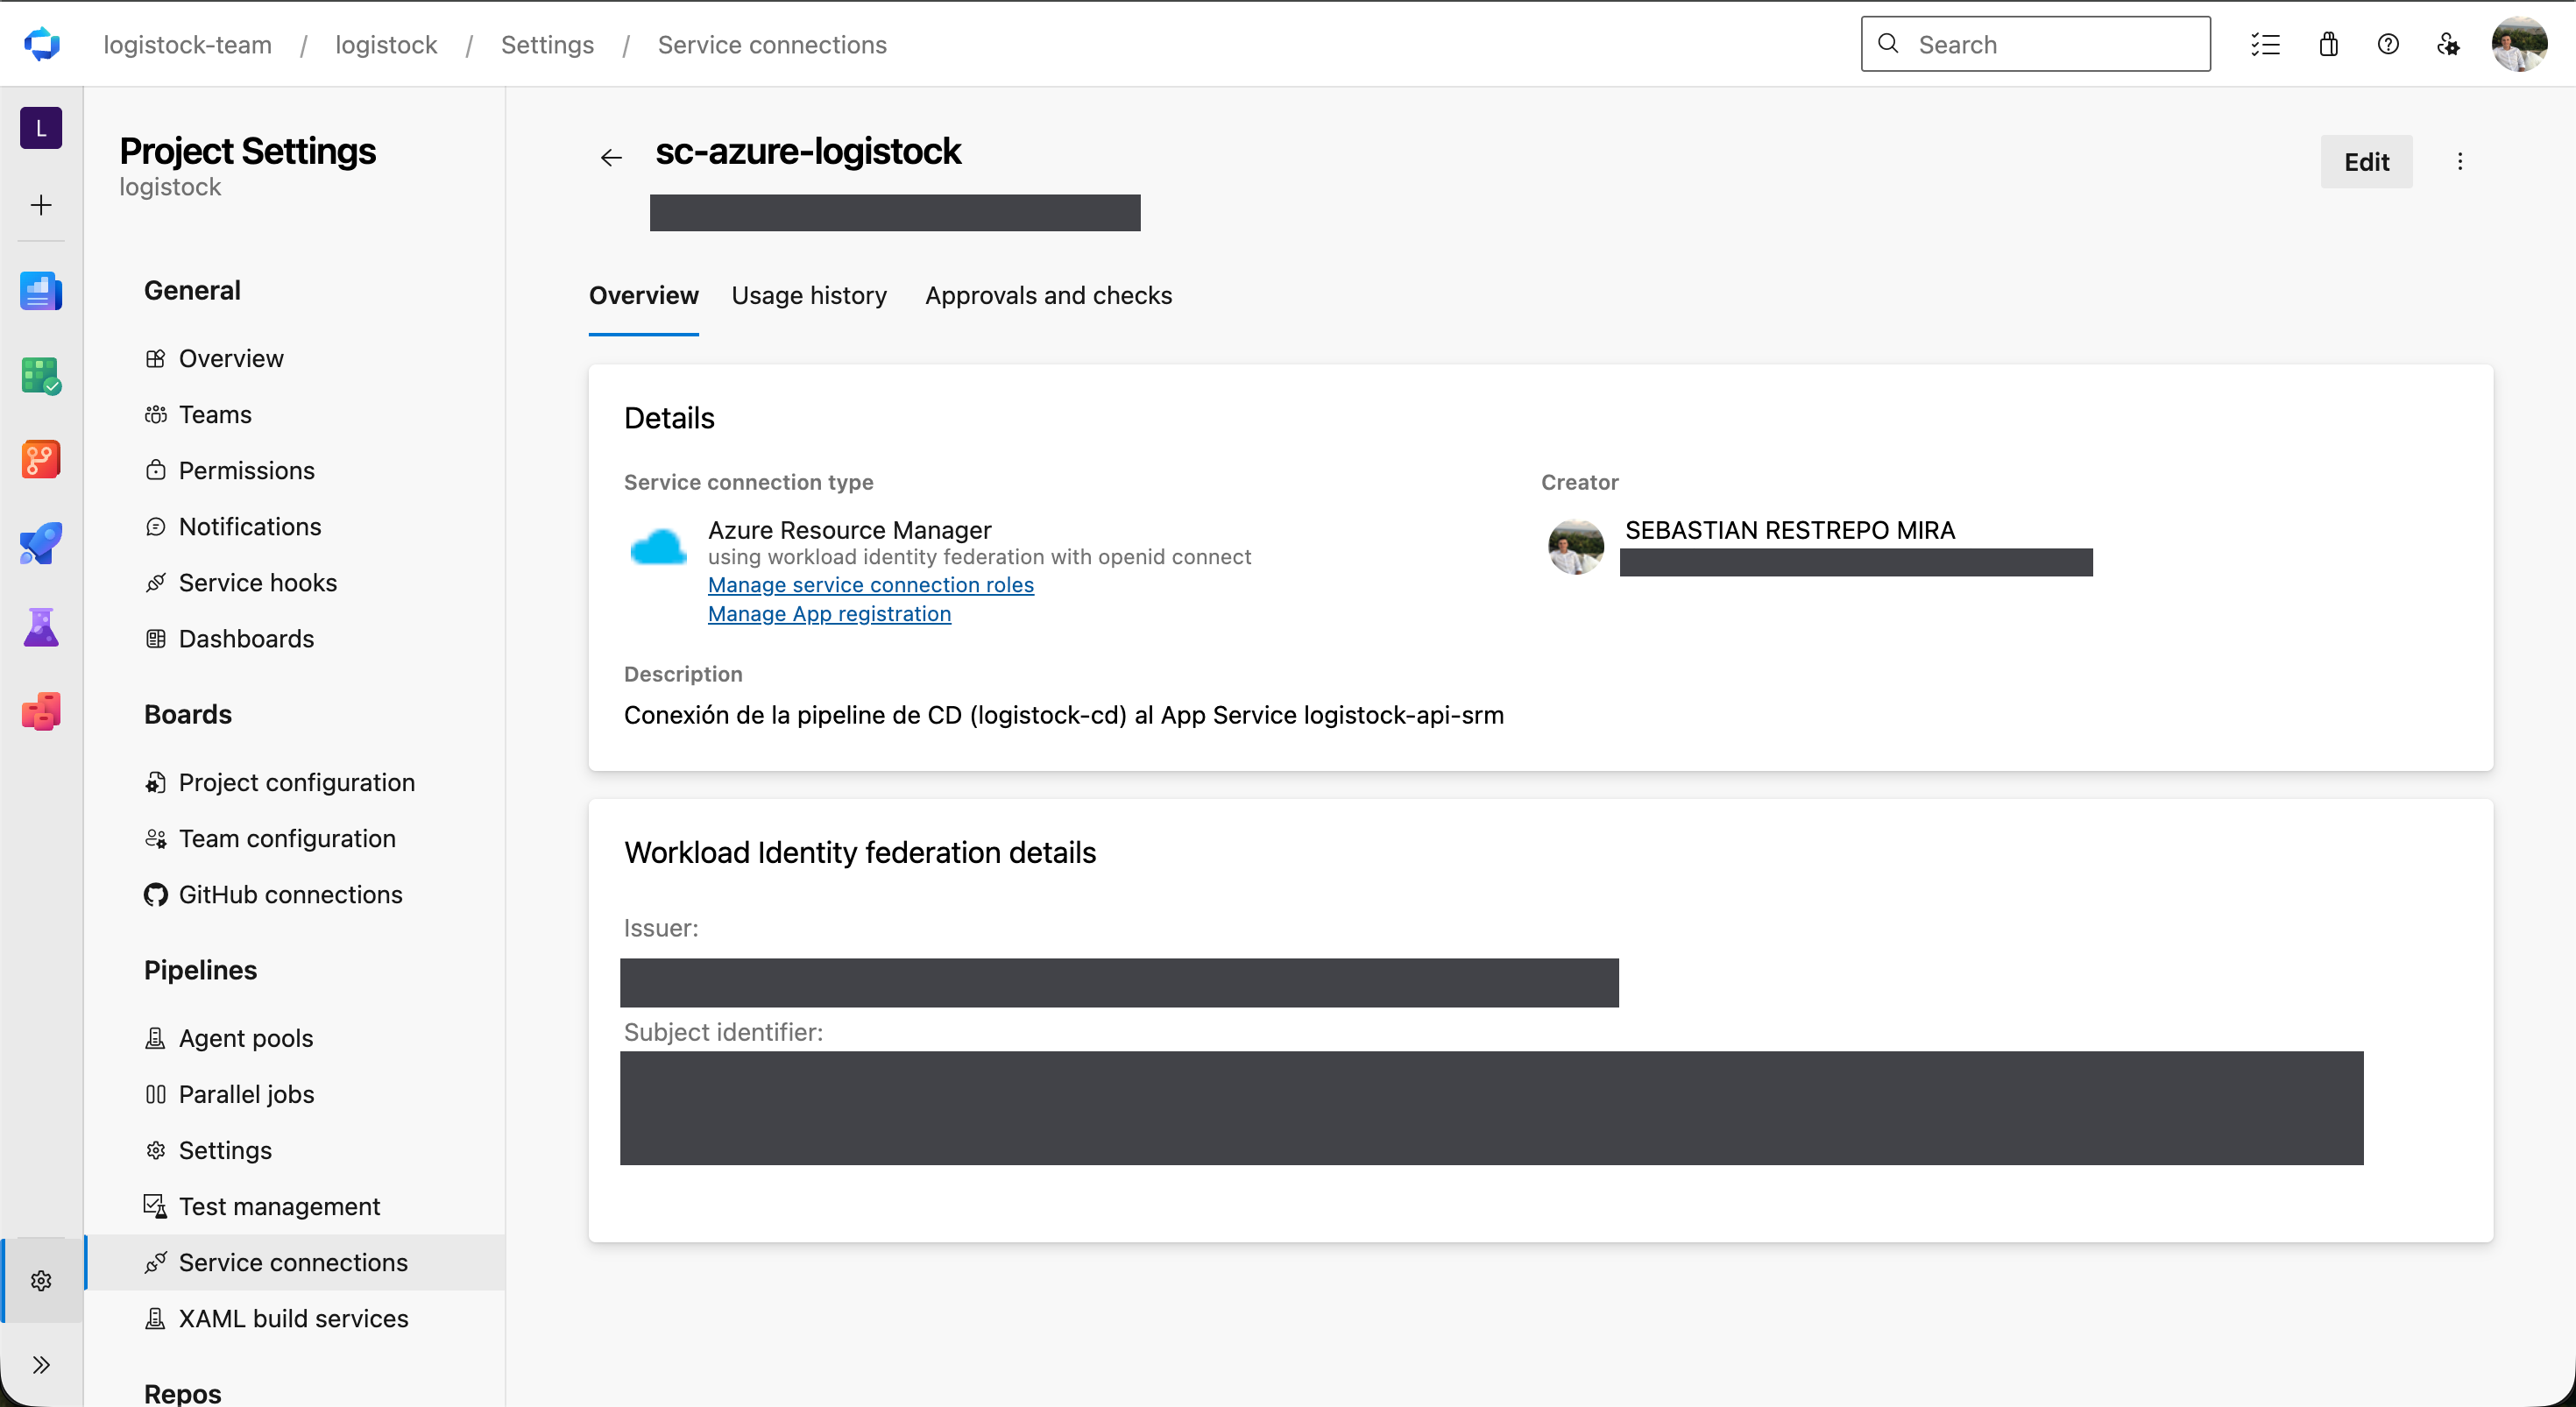 logistock-team / logistock / Settings / Service connections
Search
L
Project Settings
logistock
General
Overview
Teams
Permissions
Notifications
Service hooks
Dashboards
Boards
Project configuration
Team configuration
GitHub connections
Pipelines
Agent pools
Parallel jobs
Settings
Test management
Service connections
XAML build services
Repos
sc-azure-logistock
Edit
Overview
Usage history
Approvals and checks
Details
Service connection type
Azure Resource Manager
using workload identity federation with openid connect
Manage service connection roles
Manage App registration
Creator
SEBASTIAN RESTREPO MIRA
Description
Conexión de la pipeline de CD (logistock-cd) al App Service logistock-api-srm
Workload Identity federation details
Issuer:
Subject identifier: